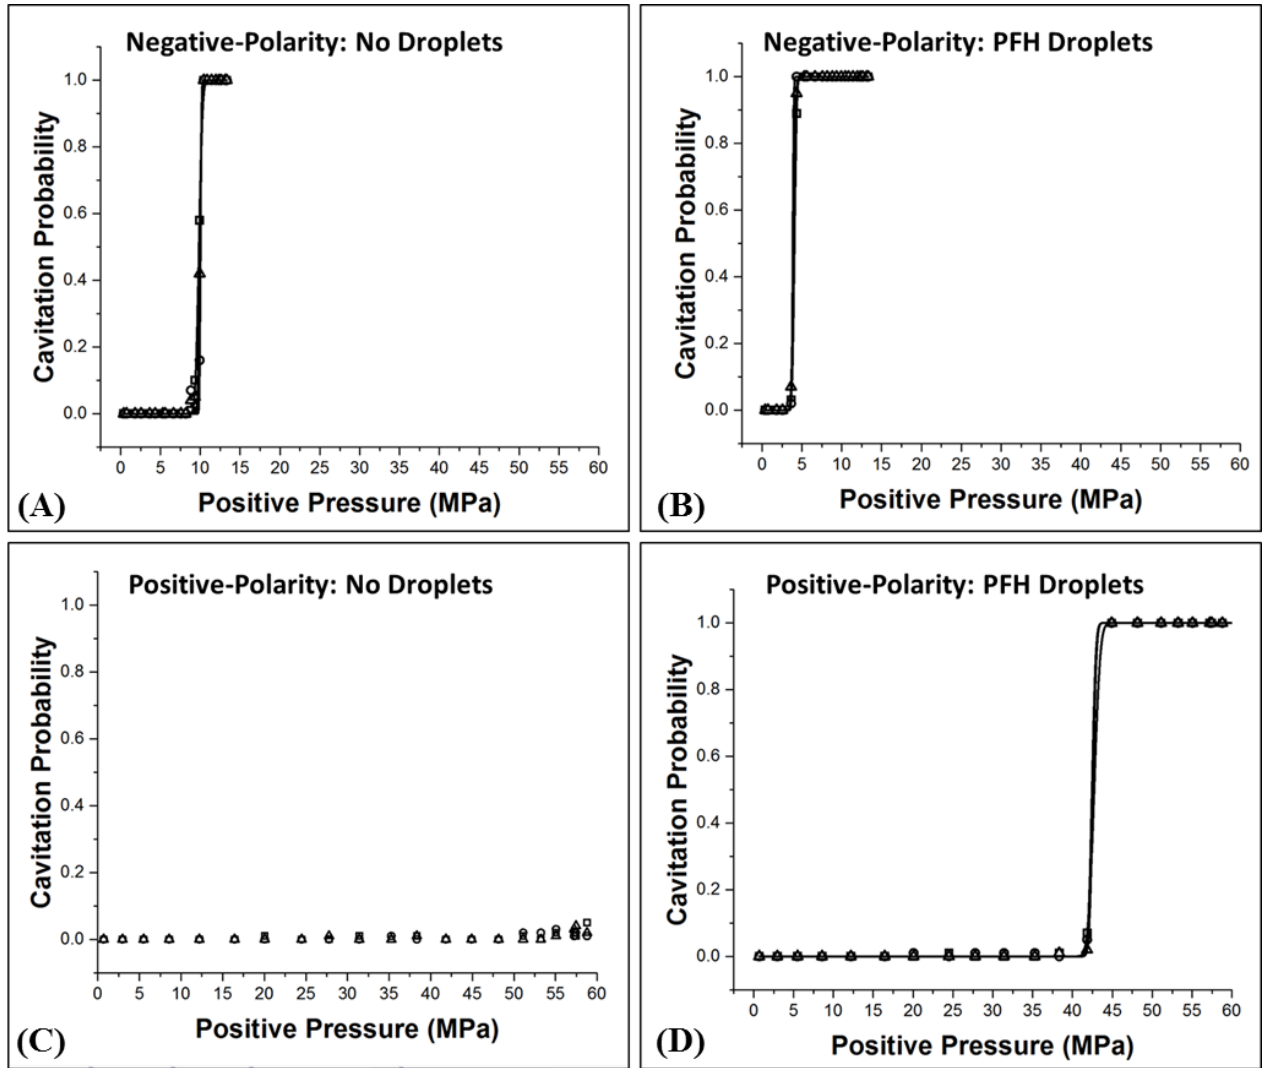 Negative-Polarity: No Droplets
Cavitation Probability
1.0
0.8
0.6
0.4
0.2
0.0
0 5 10 15 20 25 30 35 40 45 50 55 60
Positive Pressure (MPa)
(A)
Negative-Polarity: PFH Droplets
Cavitation Probability
1.0
0.8
0.6
0.4
0.2
0.0
0 5 10 15 20 25 30 35 40 45 50 55 60
Positive Pressure (MPa)
(B)
Positive-Polarity: No Droplets
Cavitation Probability
1.0
0.8
0.6
0.4
0.2
0.0
0 5 10 15 20 25 30 35 40 45 50 55 60
Positive Pressure (MPa)
(C)
Positive-Polarity: PFH Droplets
Cavitation Probability
1.0
0.8
0.6
0.4
0.2
0.0
0 5 10 15 20 25 30 35 40 45 50 55 60
Positive Pressure (MPa)
(D)